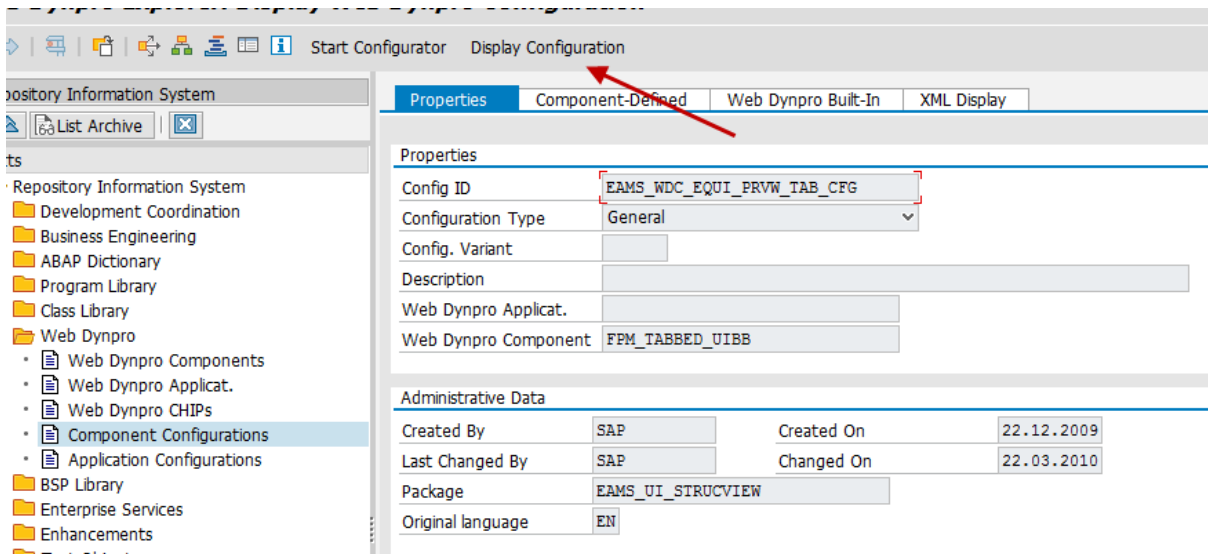 Start Configurator Display Configuration
pository Information System
List Archive
ts
Repository Information System
Development Coordination
Business Engineering
ABAP Dictionary
Program Library
Class Library
Web Dynpro
Web Dynpro Components
Web Dynpro Applicat.
Web Dynpro CHIPs
Component Configurations
Application Configurations
BSP Library
Enterprise Services
Enhancements
Properties Component-Defined Web Dynpro Built-In XML Display
Properties
Config ID EAMS_WDC_EQUI_PRVW_TAB_CFG
Configuration Type General
Config. Variant
Description
Web Dynpro Applicat.
Web Dynpro Component FPM_TABBED_UIBB
Administrative Data
Created By SAP Created On 22.12.2009
Last Changed By SAP Changed On 22.03.2010
Package EAMS_UI_STRUCVIEW
Original language EN